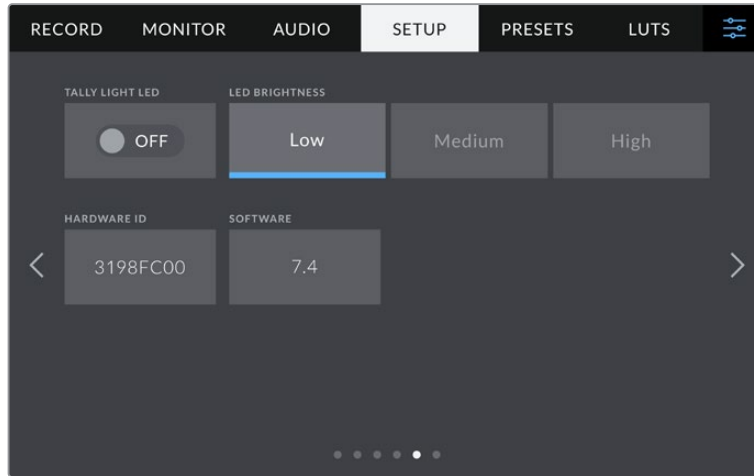 RECORD MONITOR AUDIO SETUP PRESETS LUTS
TALLY LIGHT LED LED BRIGHTNESS
OFF Low Medium High
HARDWARE ID SOFTWARE
3198FC00 7.4